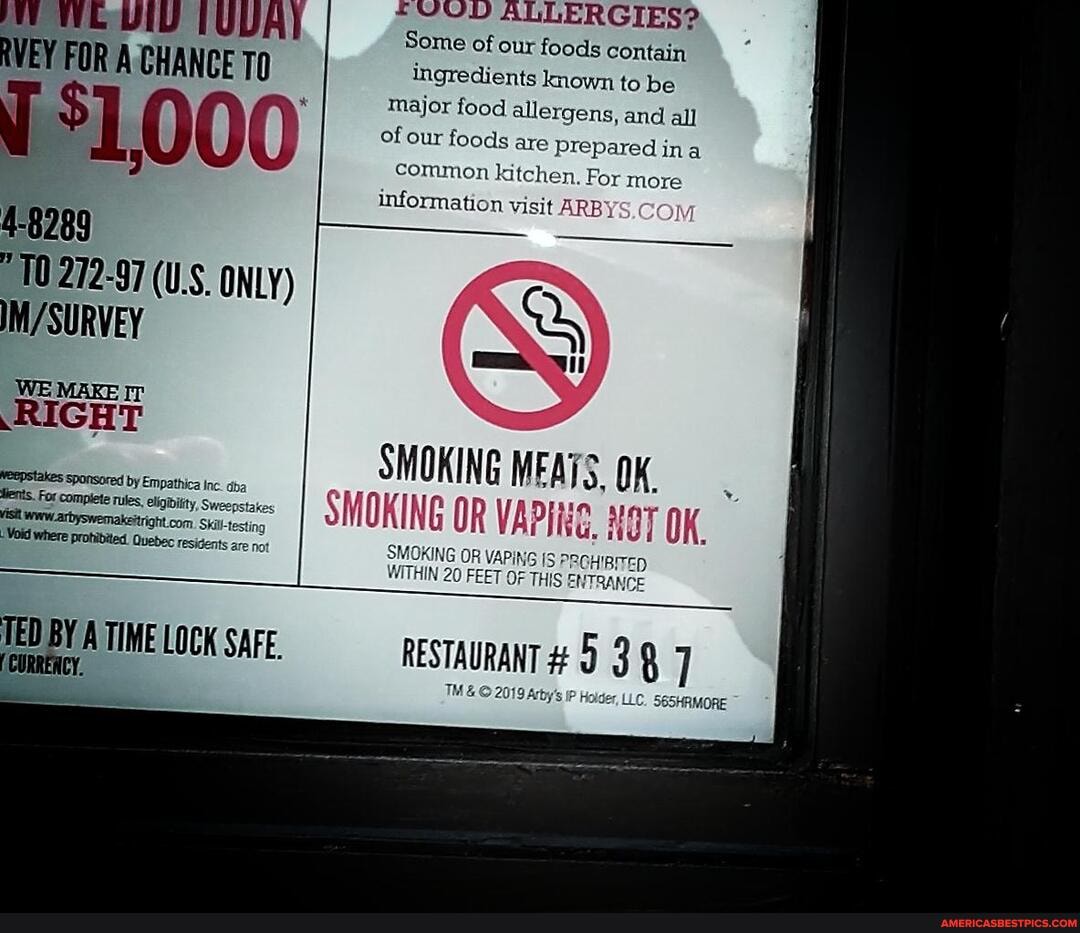 WE DID TODAY
RVEY FOR A CHANCE TO
$1,000*
4-8289
" TO 272-97 (U.S. ONLY)
OM/SURVEY
WE MAKE IT
RIGHT
weepstakes sponsored by Empathica Inc. dba
lients. For complete rules, eligibility, Sweepstakes
visit www.arbyswemakeitright.com. Skill-testing
. Void where prohibited. Quebec residents are not
FOOD ALLERGIES?
Some of our foods contain
ingredients known to be
major food allergens, and all
of our foods are prepared in a
common kitchen. For more
information visit ARBYS.COM
SMOKING MEATS, OK.
SMOKING OR VAPING, NOT OK.
SMOKING OR VAPING IS PROHIBITED
WITHIN 20 FEET OF THIS ENTRANCE
TED BY A TIME LOCK SAFE.
Y CURRENCY.
RESTAURANT # 5387
TM & © 2019 Arby's IP Holder, LLC. 565HRMORE
AMERICASBESTPICS.COM